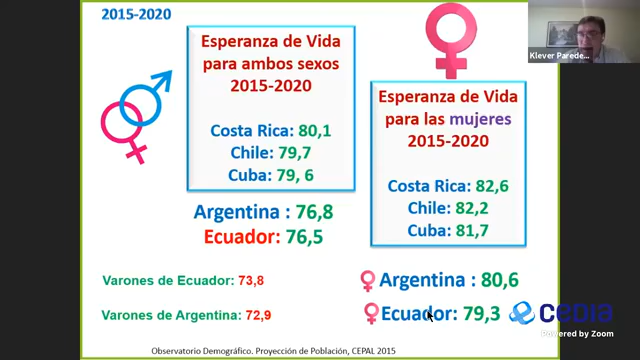 2015-2020
Esperanza de Vida
para ambos sexos
2015-2020
Costa Rica: 80,1
Chile: 79,7
Cuba: 79, 6
Argentina : 76,8
Ecuador: 76,5
Varones de Ecuador: 73,8
Varones de Argentina: 72,9
Esperanza de Vida
para las mujeres
2015-2020
Costa Rica: 82,6
Chile: 82,2
Cuba: 81,7
Argentina : 80,6
Ecuador: 79,3
Observatorio Demográfico. Proyección de Población, CEPAL 2015
Klever Parede...
CEDIA
Powered by Zoom